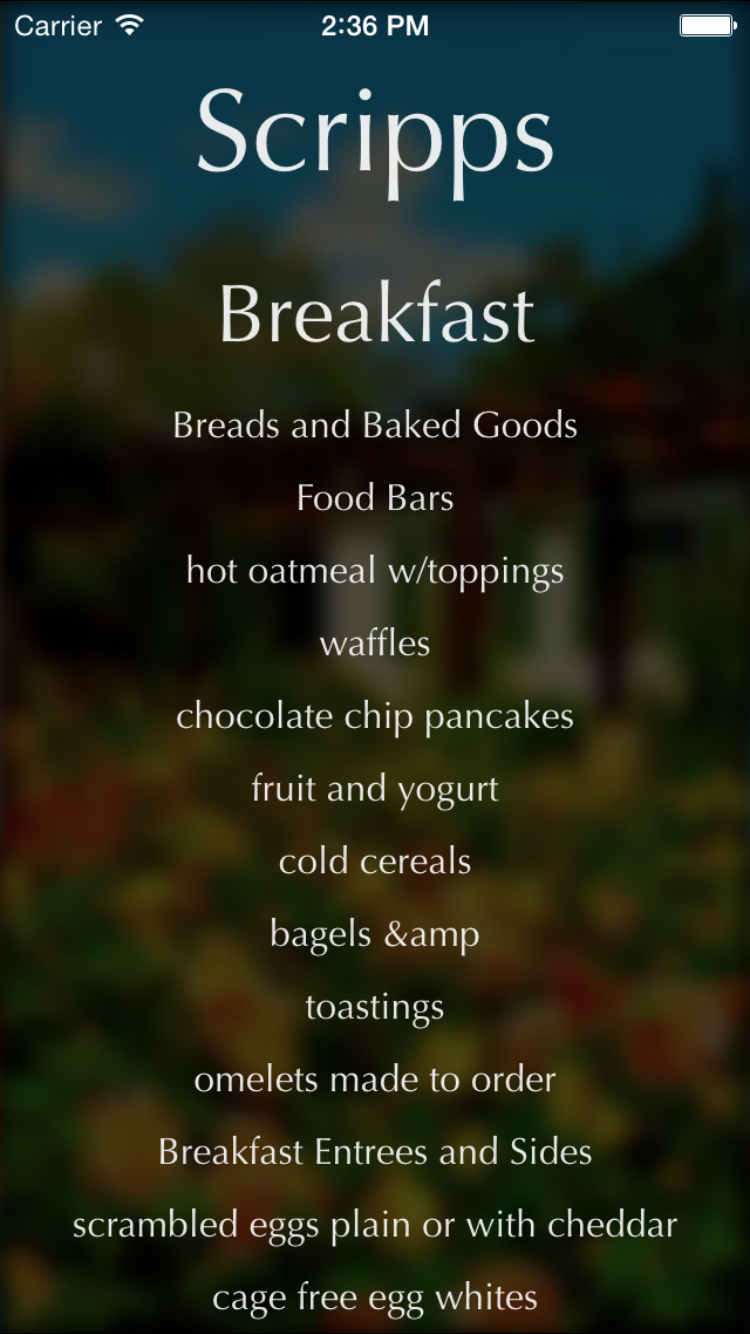 Carrier 2:36 PM
Scripps
Breakfast
Breads and Baked Goods
Food Bars
hot oatmeal w/toppings
waffles
chocolate chip pancakes
fruit and yogurt
cold cereals
bagels &amp
toastings
omelets made to order
Breakfast Entrees and Sides
scrambled eggs plain or with cheddar
cage free egg whites